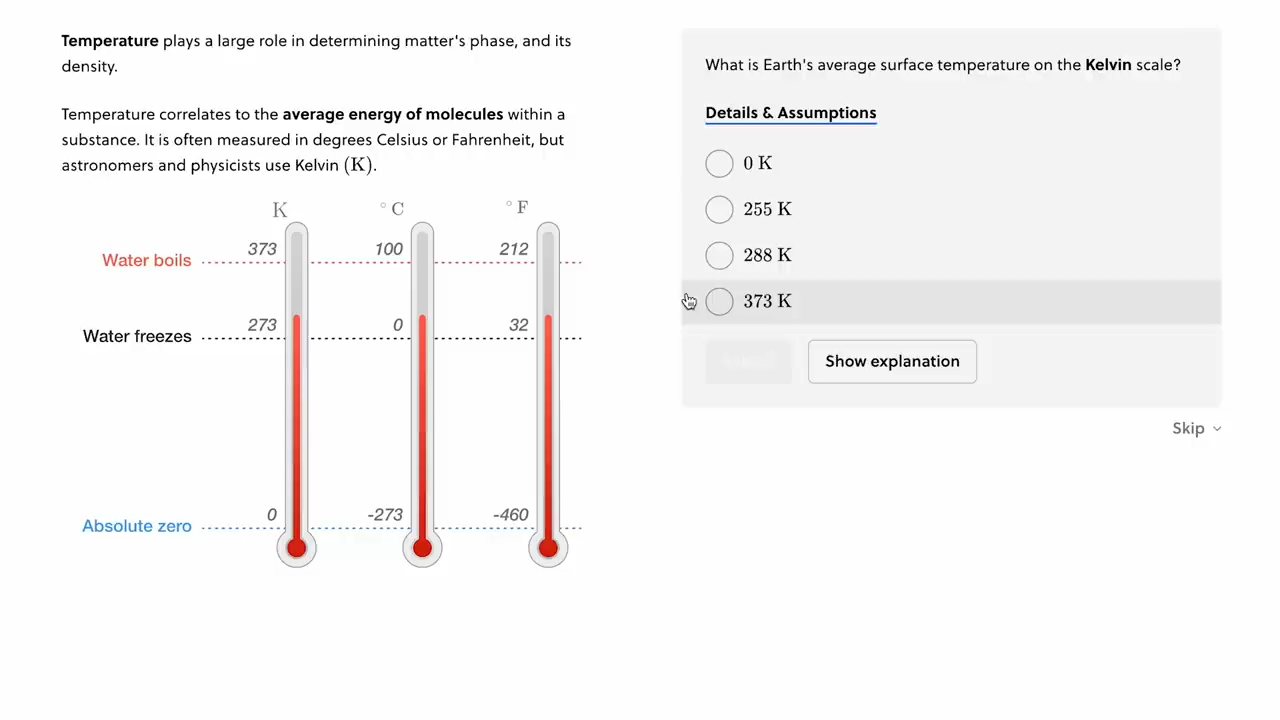 Temperature plays a large role in determining matter's phase, and its
density.
Temperature correlates to the average energy of molecules within a
substance. It is often measured in degrees Celsius or Fahrenheit, but
astronomers and physicists use Kelvin (K).
K °C °F
373 100 212
Water boils
273 0 32
Water freezes
0 -273 -460
Absolute zero
What is Earth's average surface temperature on the Kelvin scale?
Details & Assumptions
0 K
255 K
288 K
373 K
Show explanation
Skip